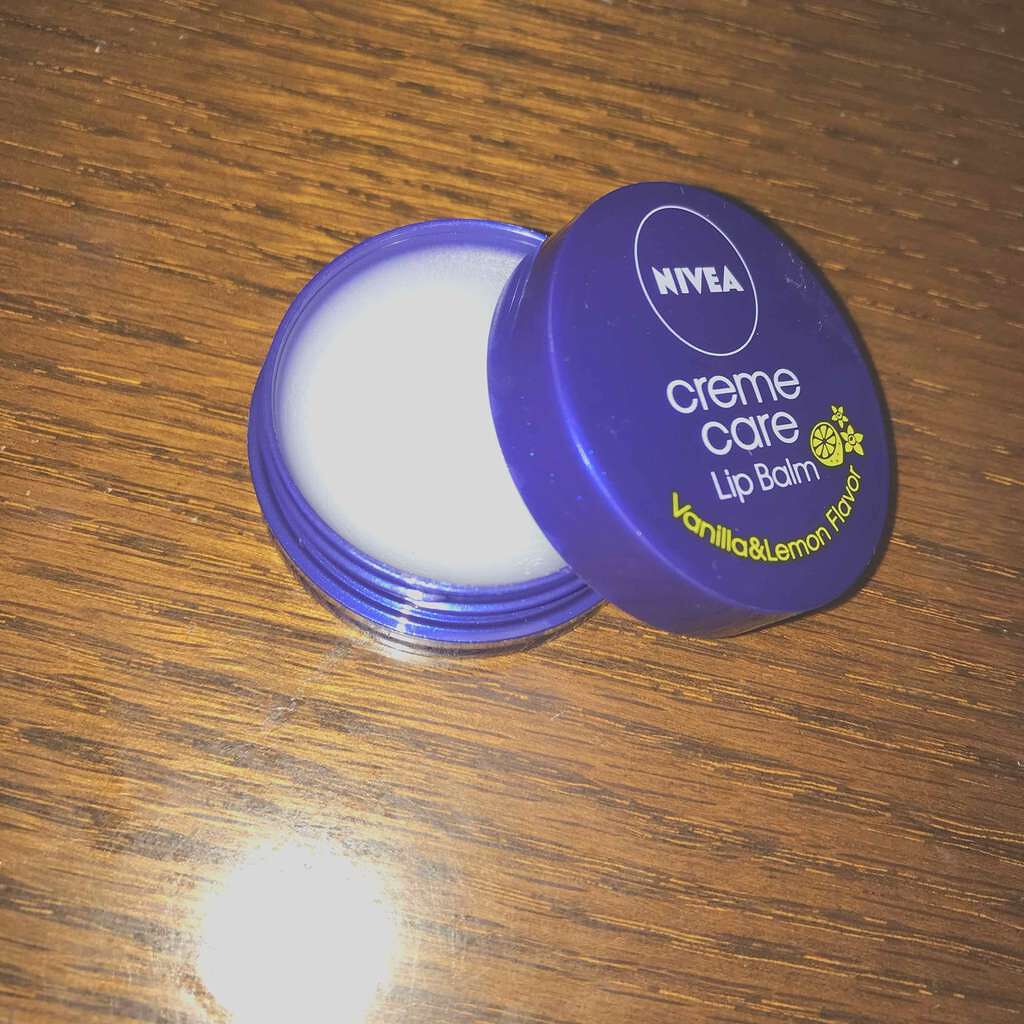 NIVEA
creme
care
Lip Balm
Vanilla&Lemon Flavor